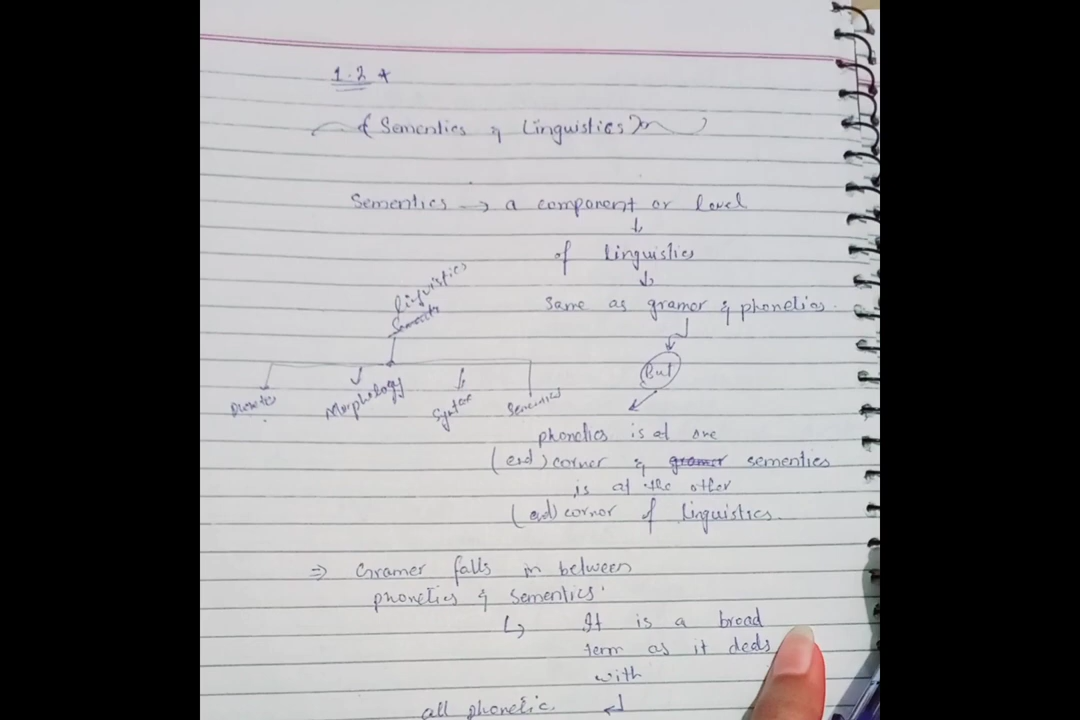 1.2 *
{ Sementics & Linguistics }
Sementics → a component or level
↓
of linguistics
↓
same as gramer & phonetics.
linguistics
Morphology
Syntax
Sementics
But
phonetics is at one
(end) corner & gramer sementics
is at the other
(end) corner of linguistics.
⇒ Gramer falls in between
phonetics & sementics.
↳ It is a broad
term as it deals
with
all phonetic. ↲